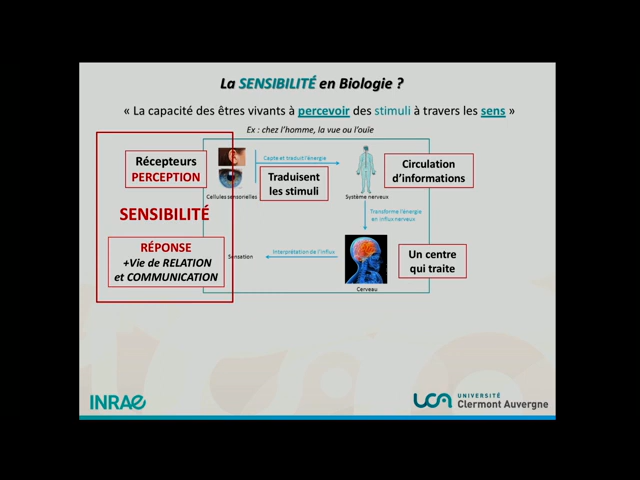 La SENSIBILITÉ en Biologie ?
« La capacité des êtres vivants à percevoir des stimuli à travers les sens »
Ex : chez l'homme, la vue ou l'ouïe
Récepteurs
PERCEPTION
Capte et traduit l'énergie
Traduisent
les stimuli
Cellules sensorielles
Système nerveux
Circulation
d'informations
SENSIBILITÉ
Transforme l'énergie
en influx nerveux
RÉPONSE
+Vie de RELATION
et COMMUNICATION
Sensation
Interprétation de l'influx
Cerveau
Un centre
qui traite
INRAE
UCA
UNIVERSITÉ
Clermont Auvergne